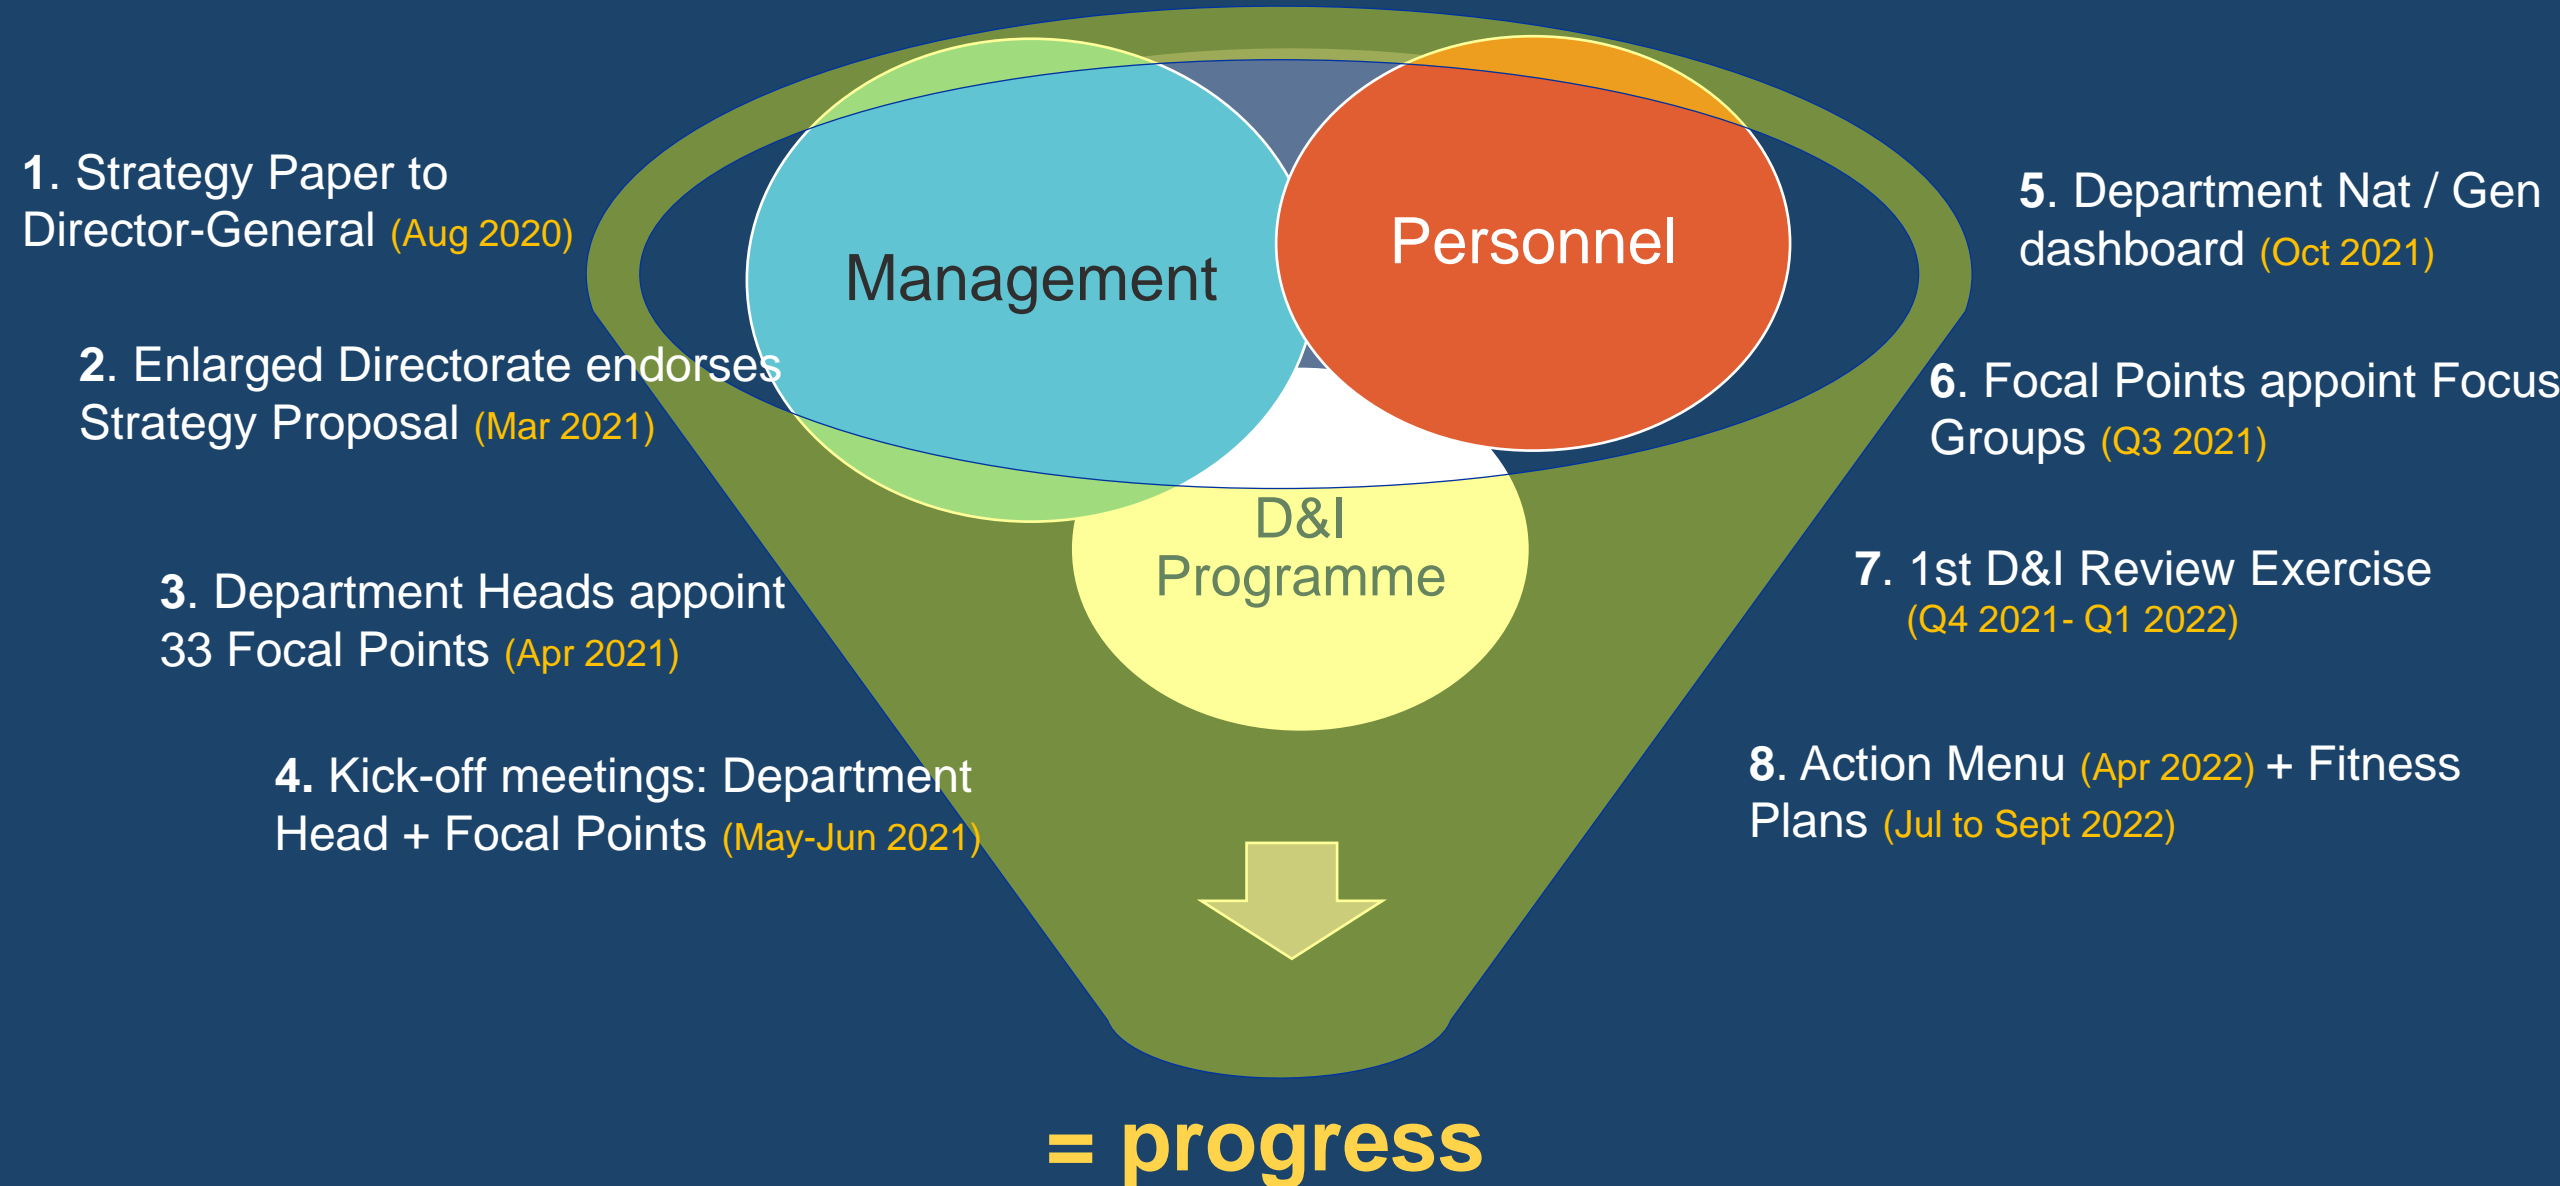 1. Strategy Paper to
Director-General (Aug 2020)
2. Enlarged Directorate endorses
Strategy Proposal (Mar 2021)
3. Department Heads appoint
33 Focal Points (Apr 2021)
4. Kick-off meetings: Department
Head + Focal Points (May-Jun 2021)
Management
Personnel
D&I
Programme
5. Department Nat / Gen
dashboard (Oct 2021)
6. Focal Points appoint Focus
Groups (Q3 2021)
7. 1st D&I Review Exercise
(Q4 2021- Q1 2022)
8. Action Menu (Apr 2022) + Fitness
Plans (Jul to Sept 2022)
= progress